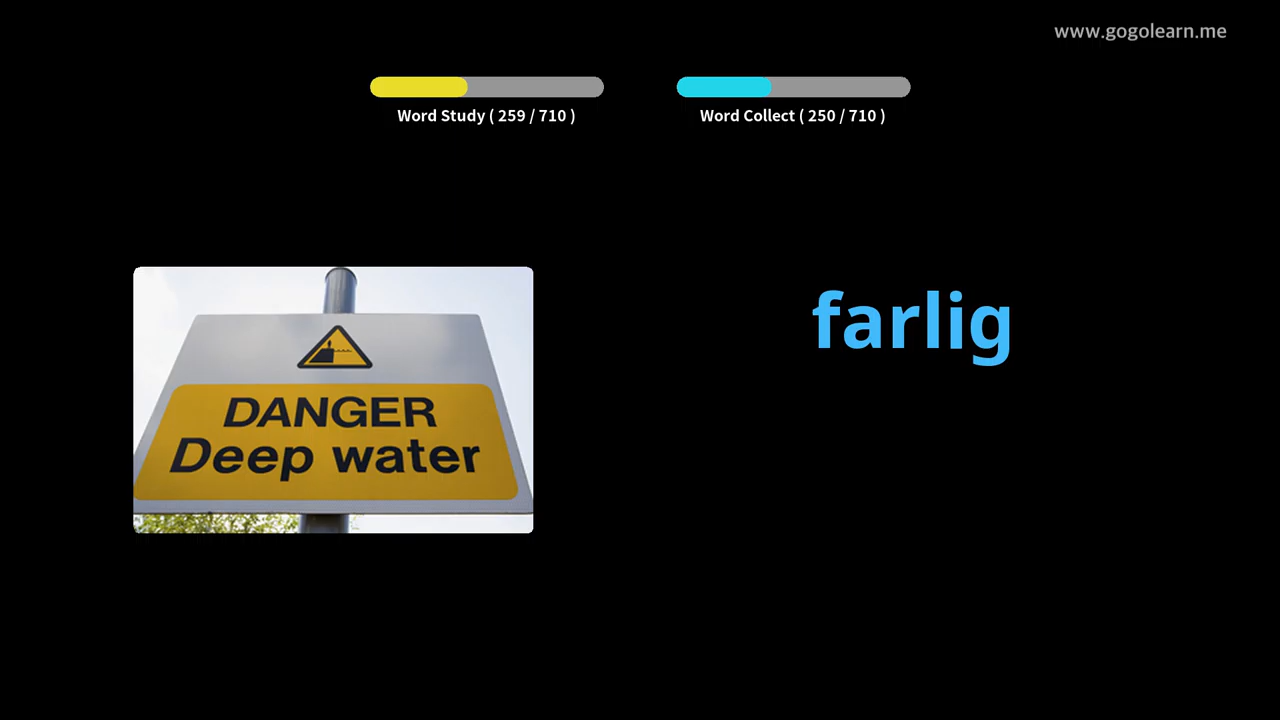 www.gogolearn.me
Word Study ( 259 / 710 )
Word Collect ( 250 / 710 )
DANGER
Deep water
farlig